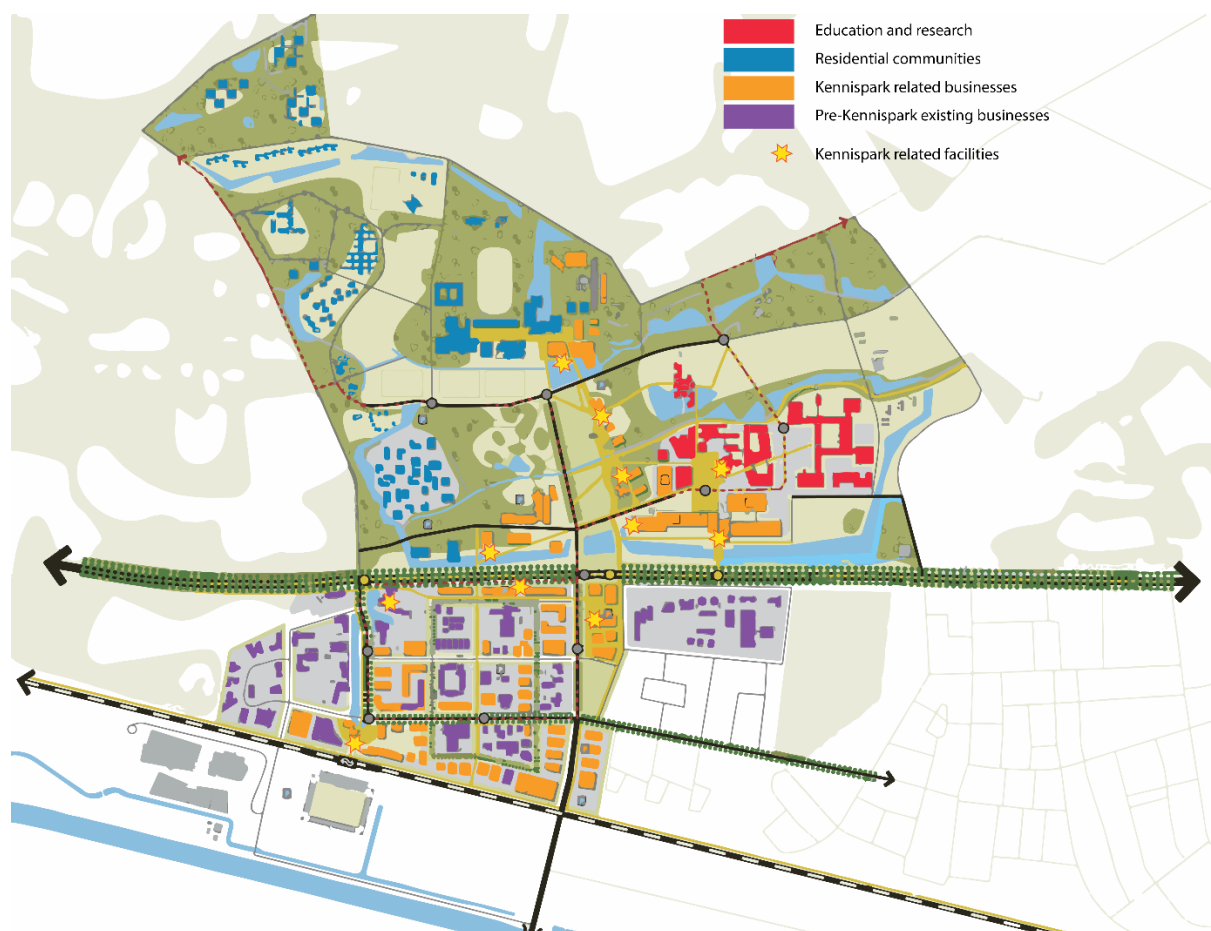 Education and research
Residential communities
Kennispark related businesses
Pre-Kennispark existing businesses
Kennispark related facilities